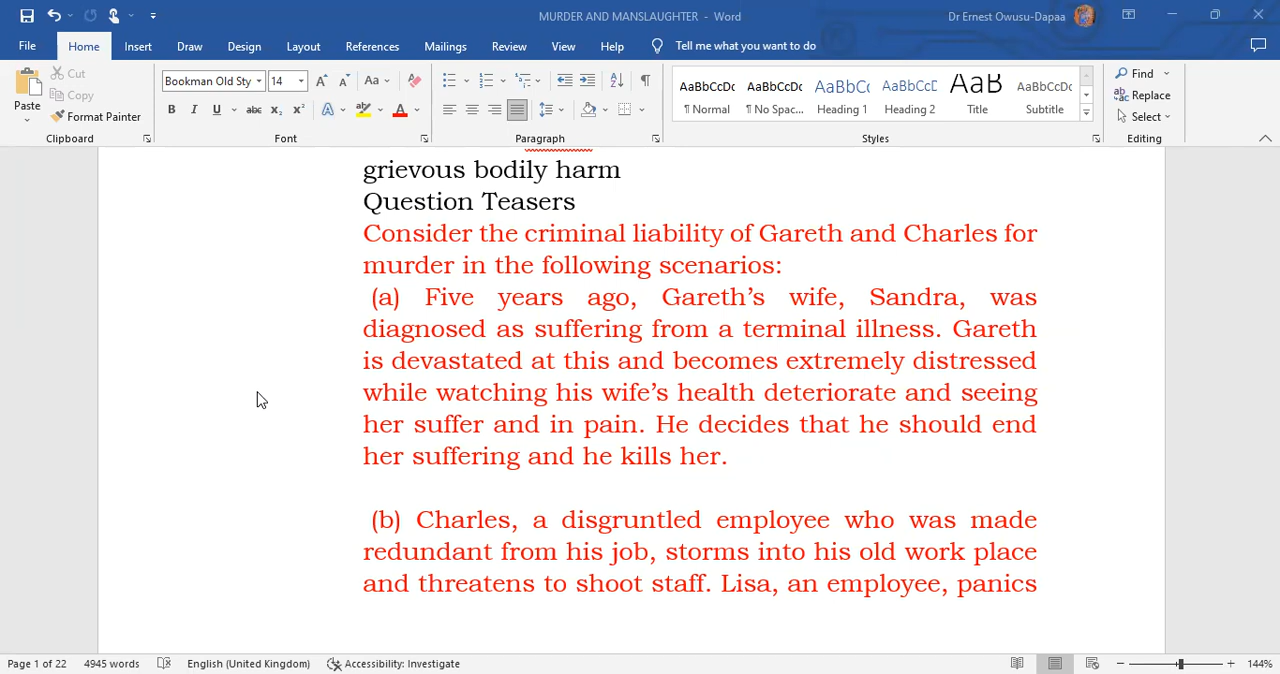 MURDER AND MANSLAUGHTER - Word
Dr Ernest Owusu-Dapaa
File Home Insert Draw Design Layout References Mailings Review View Help Tell me what you want to do
Paste
Cut
Copy
Format Painter
Clipboard
Bookman Old Sty 14
Font
Paragraph
AaBbCcDc AaBbCcDc AaBbCcD AaBbCcD AaB AaBbCcDc
¶ Normal ¶ No Spac... Heading 1 Heading 2 Title Subtitle
Styles
Find
Replace
Select
Editing
grievous bodily harm
Question Teasers
Consider the criminal liability of Gareth and Charles for
murder in the following scenarios:
(a) Five years ago, Gareth’s wife, Sandra, was
diagnosed as suffering from a terminal illness. Gareth
is devastated at this and becomes extremely distressed
while watching his wife’s health deteriorate and seeing
her suffer and in pain. He decides that he should end
her suffering and he kills her.
(b) Charles, a disgruntled employee who was made
redundant from his job, storms into his old work place
and threatens to shoot staff. Lisa, an employee, panics
Page 1 of 22 4945 words English (United Kingdom) Accessibility: Investigate 144%